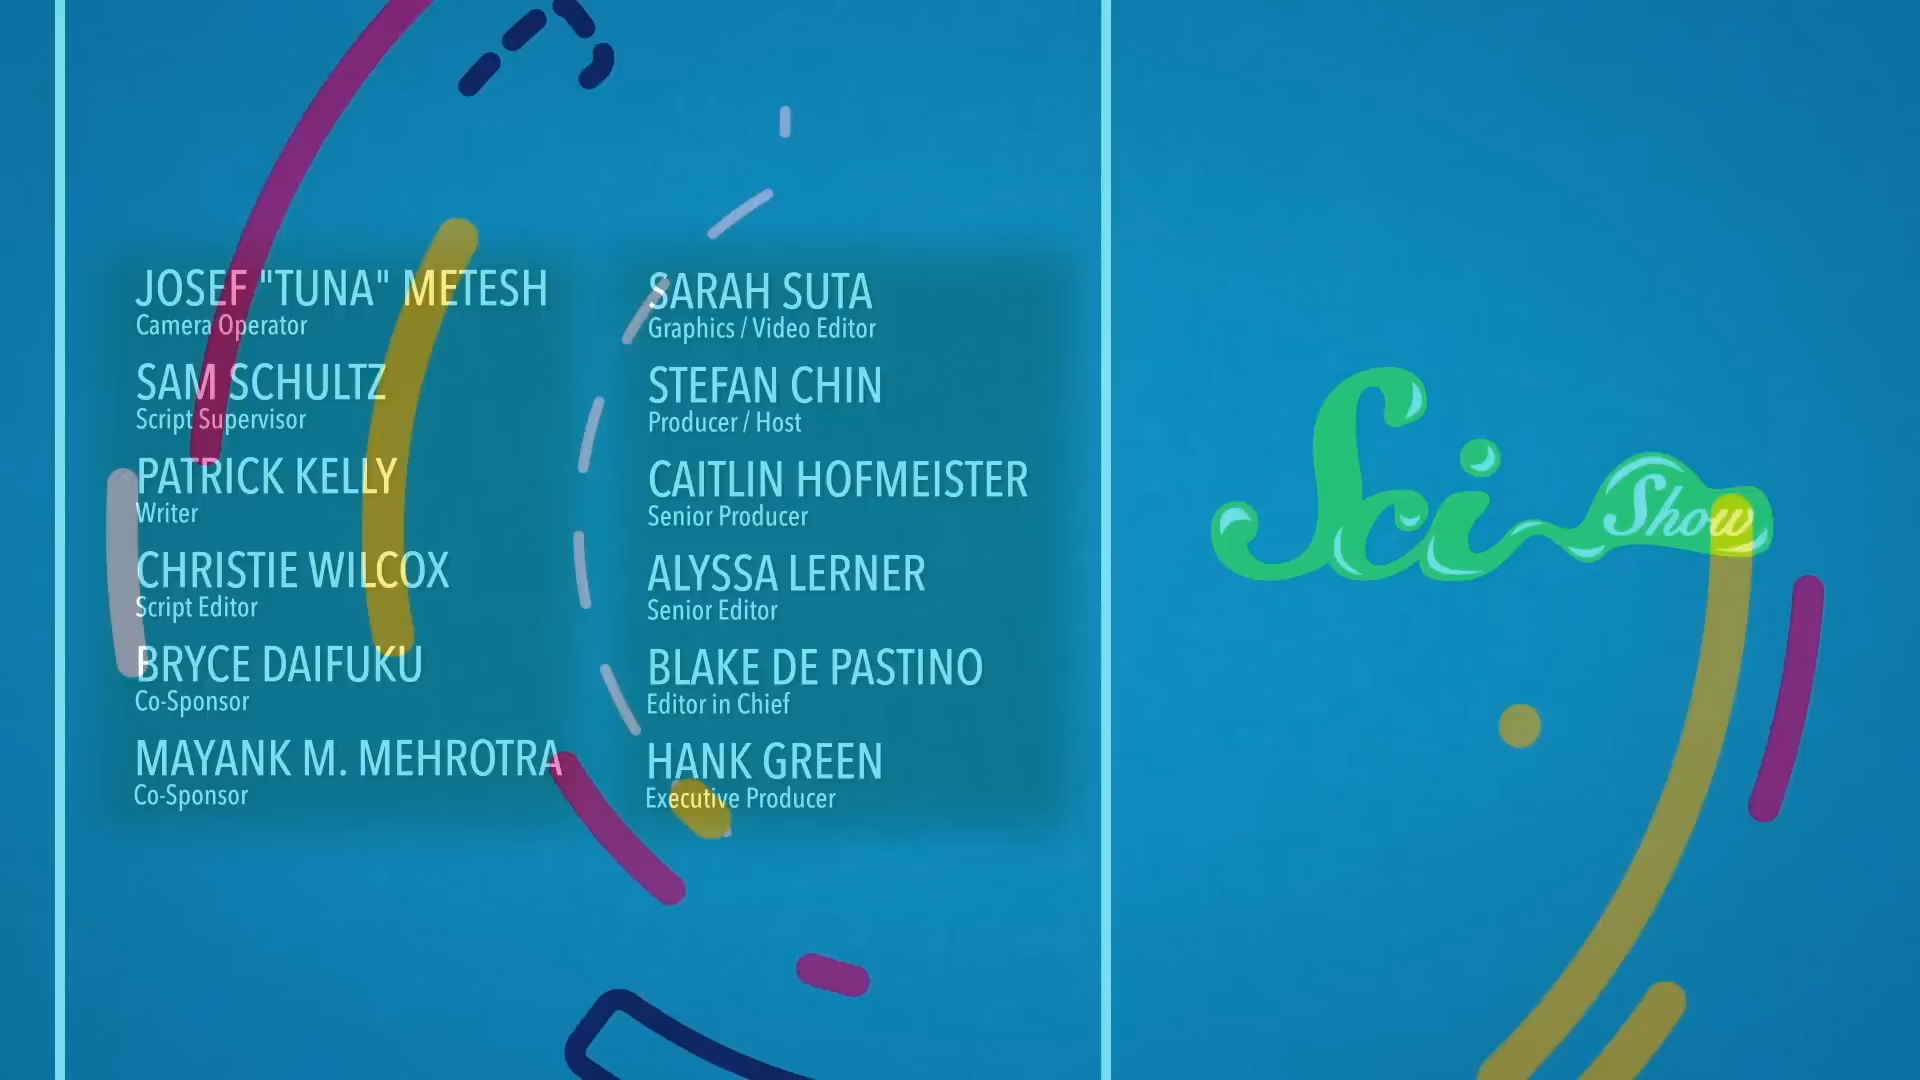 JOSEF "TUNA" METESH
Camera Operator
SAM SCHULTZ
Script Supervisor
PATRICK KELLY
Writer
CHRISTIE WILCOX
Script Editor
BRYCE DAIFUKU
Co-Sponsor
MAYANK M. MEHROTRA
Co-Sponsor
SARAH SUTA
Graphics / Video Editor
STEFAN CHIN
Producer / Host
CAITLIN HOFMEISTER
Senior Producer
ALYSSA LERNER
Senior Editor
BLAKE DE PASTINO
Editor in Chief
HANK GREEN
Executive Producer
Sci Show